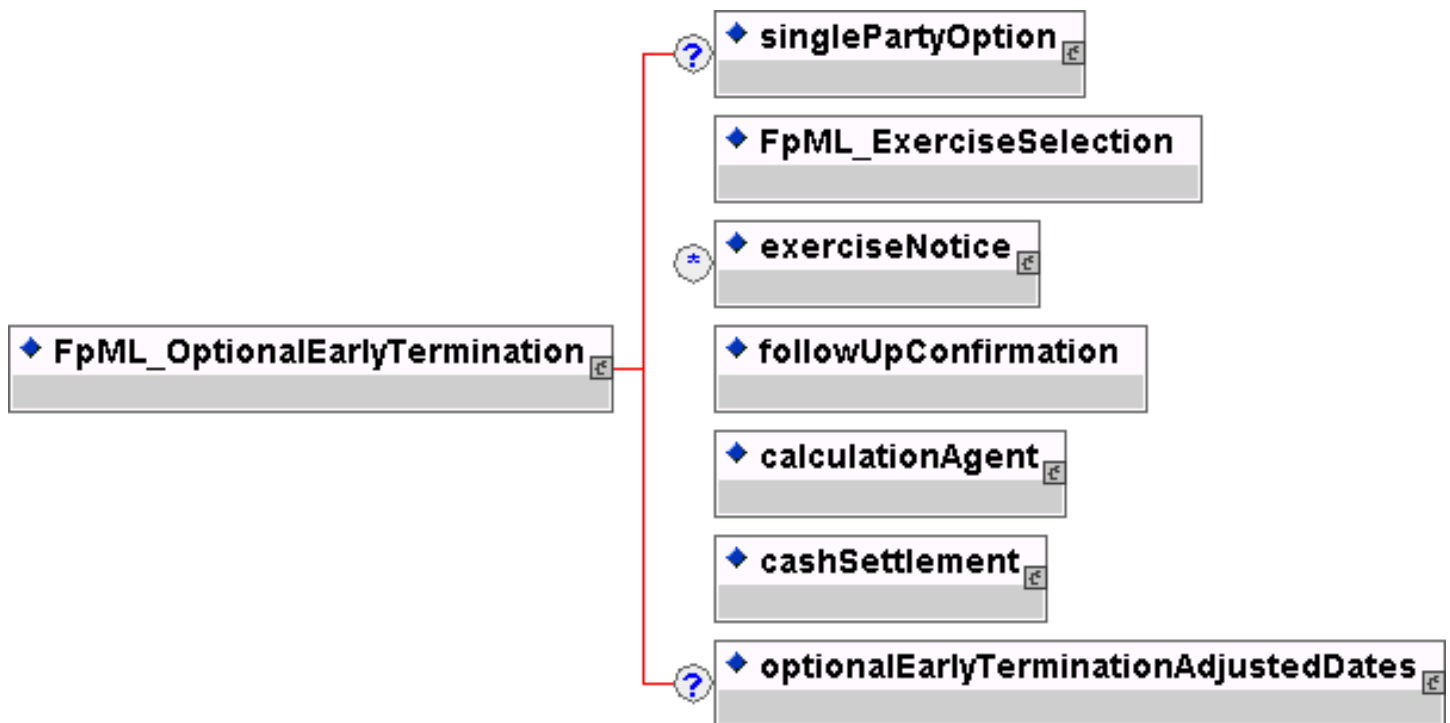 ? singlePartyOption
FpML_ExerciseSelection
* exerciseNotice
FpML_OptionalEarlyTermination
followUpConfirmation
calculationAgent
cashSettlement
? optionalEarlyTerminationAdjustedDates